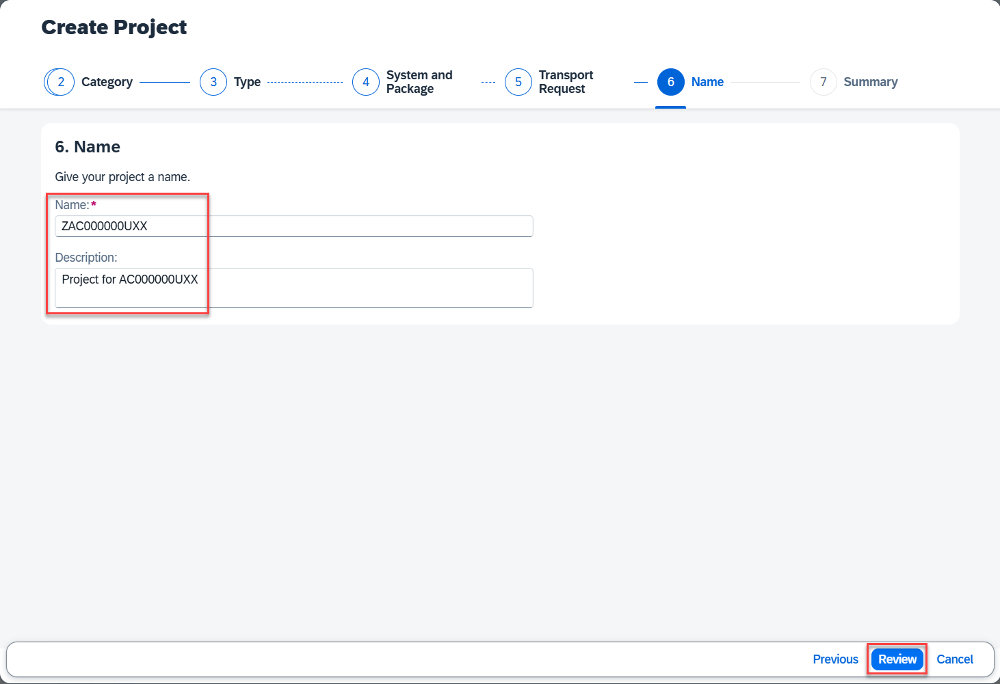 Create Project
2 Category
3 Type
4 System and
Package
5 Transport
Request
6 Name
7 Summary
6. Name
Give your project a name.
Name:*
ZAC000000UXX
Description:
Project for AC000000UXX
Previous Review Cancel